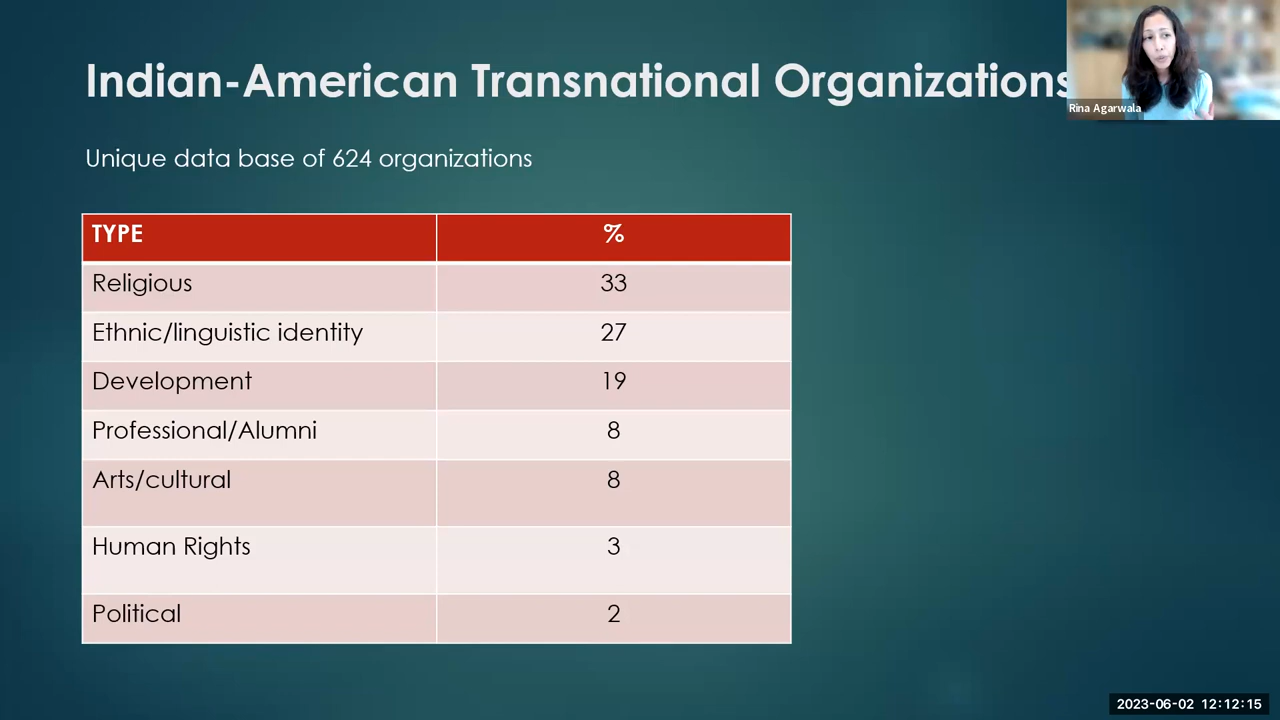 Indian-American Transnational Organizations
Rina Agarwala
Unique data base of 624 organizations
TYPE %
Religious 33
Ethnic/linguistic identity 27
Development 19
Professional/Alumni 8
Arts/cultural 8
Human Rights 3
Political 2
2023-06-02 12:12:15